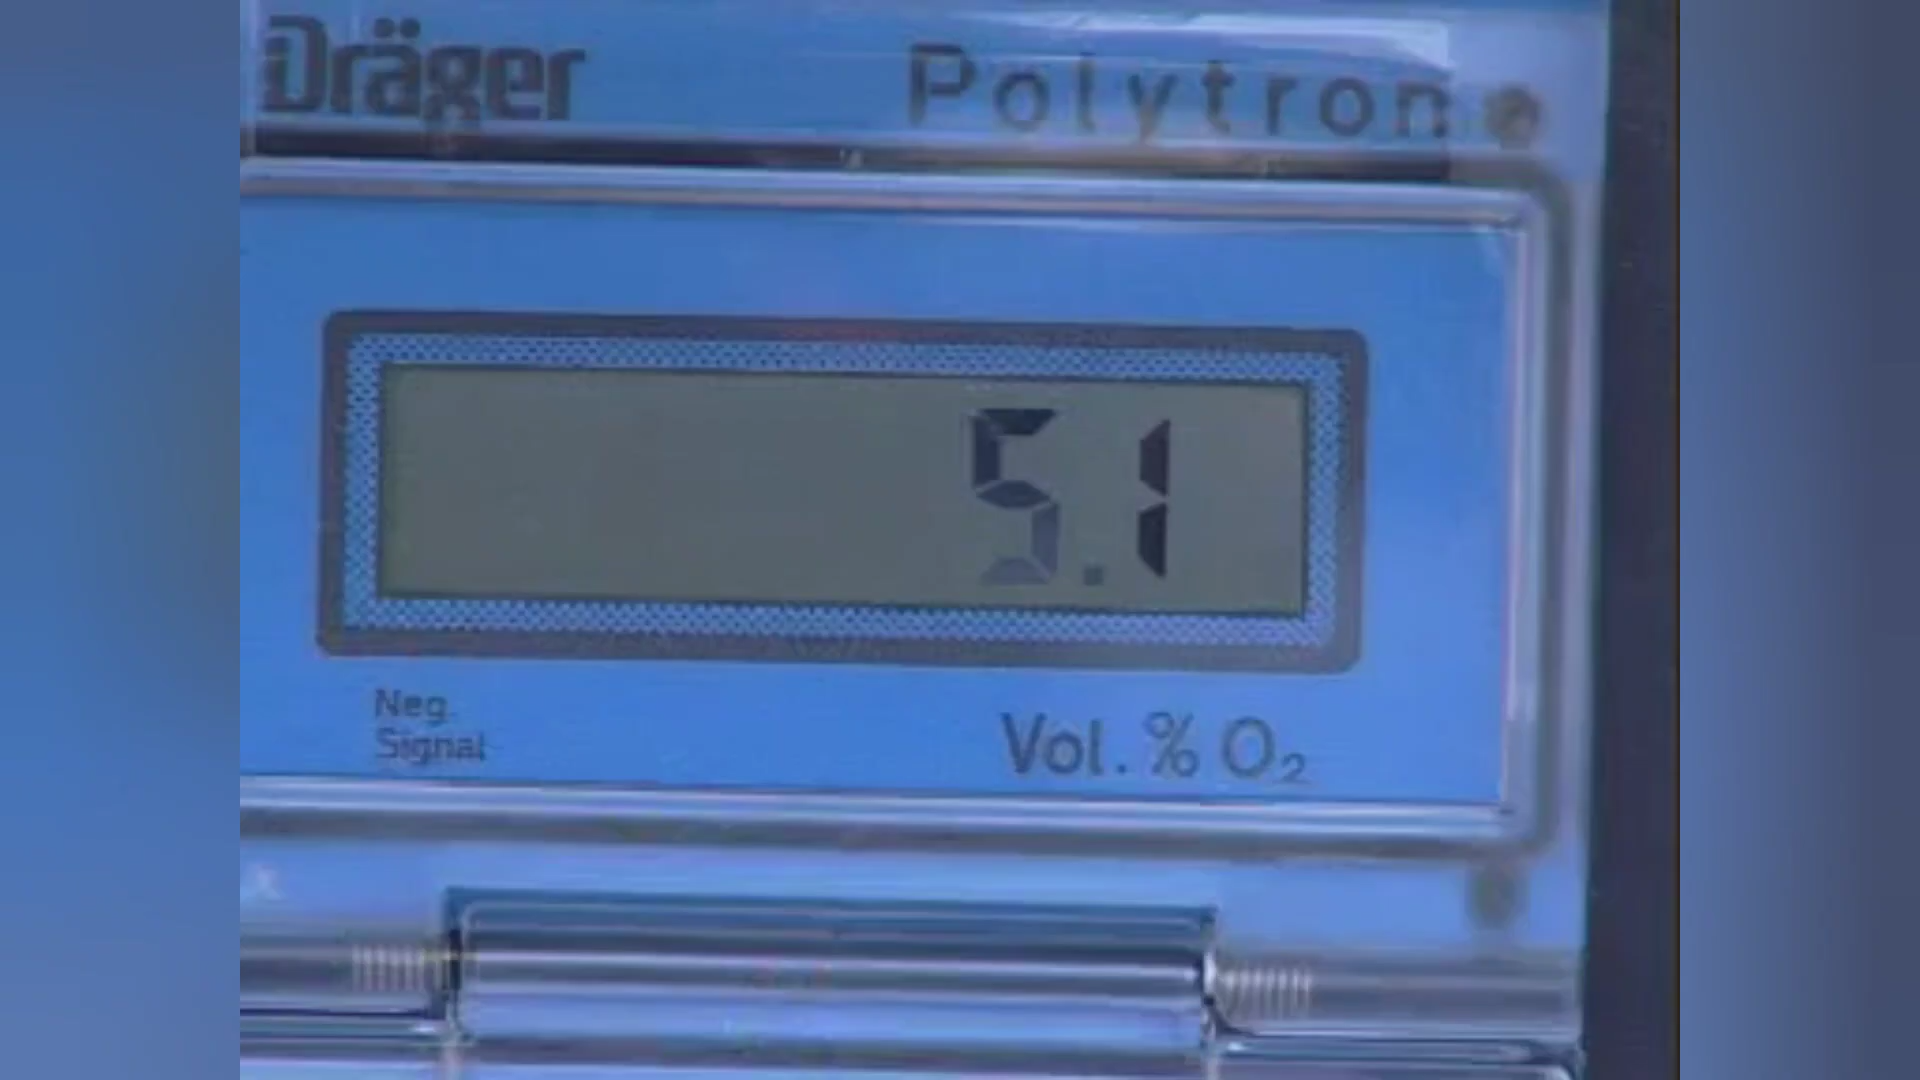 Dräger Polytron
5.1
Neg.
Signal
Vol. % O₂